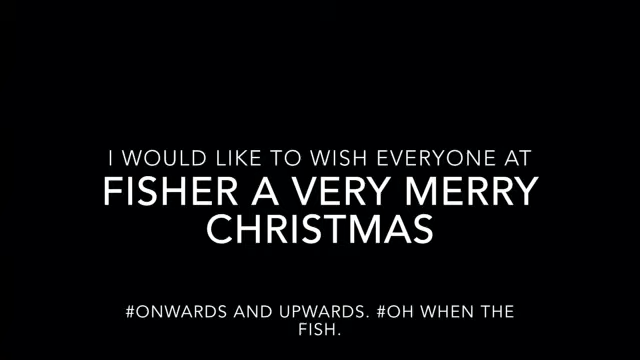 I WOULD LIKE TO WISH EVERYONE AT
FISHER A VERY MERRY
CHRISTMAS
#ONWARDS AND UPWARDS. #OH WHEN THE
FISH.